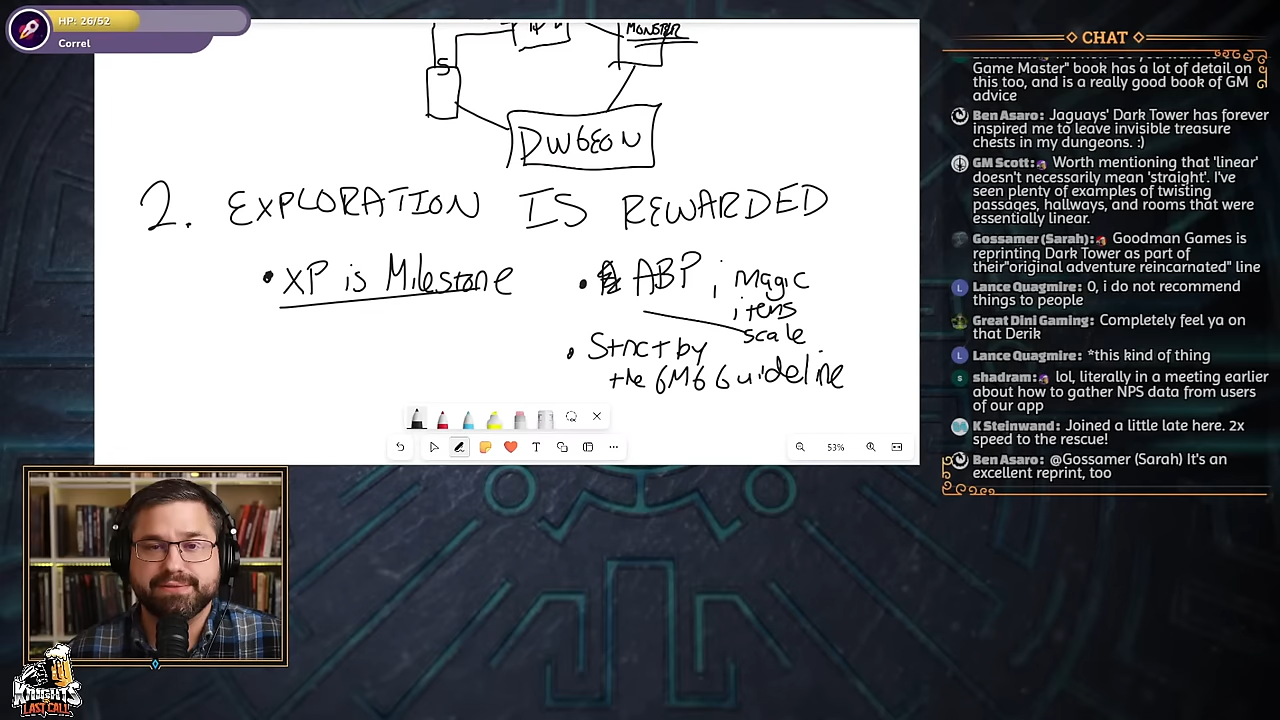 HP: 26/52
Correl
MONSTER
S
DWGEON
2. EXPLORATION IS REWARDED
• XP is Milestone
• ABP ; Magic
items
scale
• Strict by
the GMG Guideline
53%
CHAT
Game Master" book has a lot of detail on
this too, and is a really good book of GM
advice
Ben Asaro: Jaguays' Dark Tower has forever
inspired me to leave invisible treasure
chests in my dungeons. :)
GM Scott: Worth mentioning that 'linear'
doesn't necessarily mean 'straight'. I've
seen plenty of examples of twisting
passages, hallways, and rooms that were
essentially linear.
Gossamer (Sarah): Goodman Games is
reprinting Dark Tower as part of
their"original adventure reincarnated" line
Lance Quagmire: 0, i do not recommend
things to people
Great Dini Gaming: Completely feel ya on
that Derik
Lance Quagmire: *this kind of thing
shadram: lol, literally in a meeting earlier
about how to gather NPS data from users
of our app
K Steinwand: Joined a little late here. 2x
speed to the rescue!
Ben Asaro: @Gossamer (Sarah) It's an
excellent reprint, too
KNIGHTS
LAST CALL